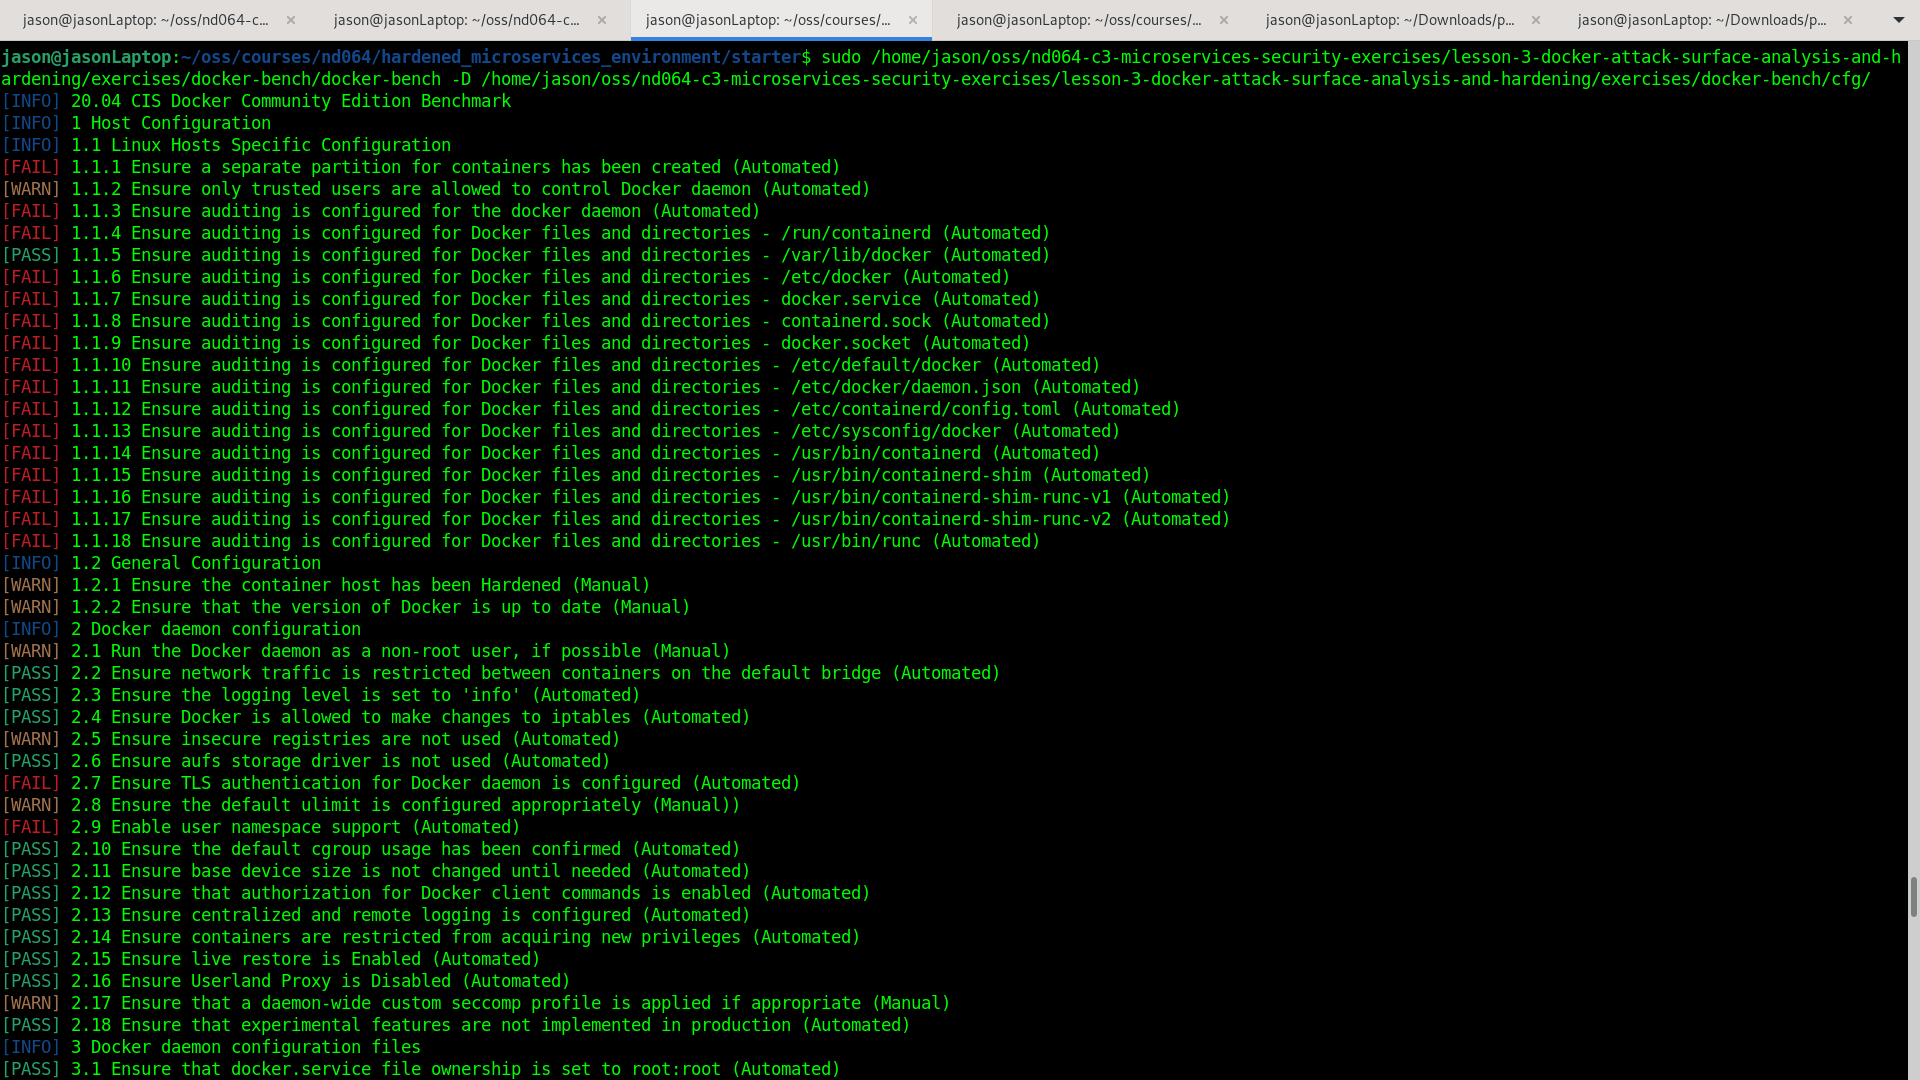 jason@jasonLaptop: ~/oss/nd064-c...
jason@jasonLaptop: ~/oss/nd064-c...
jason@jasonLaptop: ~/oss/courses/...
jason@jasonLaptop: ~/oss/courses/...
jason@jasonLaptop: ~/Downloads/p...
jason@jasonLaptop: ~/Downloads/p...
jason@jasonLaptop:~/oss/courses/nd064/hardened_microservices_environment/starter$ sudo /home/jason/oss/nd064-c3-microservices-security-exercises/lesson-3-docker-attack-surface-analysis-and-h
ardening/exercises/docker-bench/docker-bench -D /home/jason/oss/nd064-c3-microservices-security-exercises/lesson-3-docker-attack-surface-analysis-and-hardening/exercises/docker-bench/cfg/
[INFO] 20.04 CIS Docker Community Edition Benchmark
[INFO] 1 Host Configuration
[INFO] 1.1 Linux Hosts Specific Configuration
[FAIL] 1.1.1 Ensure a separate partition for containers has been created (Automated)
[WARN] 1.1.2 Ensure only trusted users are allowed to control Docker daemon (Automated)
[FAIL] 1.1.3 Ensure auditing is configured for the docker daemon (Automated)
[FAIL] 1.1.4 Ensure auditing is configured for Docker files and directories - /run/containerd (Automated)
[PASS] 1.1.5 Ensure auditing is configured for Docker files and directories - /var/lib/docker (Automated)
[FAIL] 1.1.6 Ensure auditing is configured for Docker files and directories - /etc/docker (Automated)
[FAIL] 1.1.7 Ensure auditing is configured for Docker files and directories - docker.service (Automated)
[FAIL] 1.1.8 Ensure auditing is configured for Docker files and directories - containerd.sock (Automated)
[FAIL] 1.1.9 Ensure auditing is configured for Docker files and directories - docker.socket (Automated)
[FAIL] 1.1.10 Ensure auditing is configured for Docker files and directories - /etc/default/docker (Automated)
[FAIL] 1.1.11 Ensure auditing is configured for Docker files and directories - /etc/docker/daemon.json (Automated)
[FAIL] 1.1.12 Ensure auditing is configured for Docker files and directories - /etc/containerd/config.toml (Automated)
[FAIL] 1.1.13 Ensure auditing is configured for Docker files and directories - /etc/sysconfig/docker (Automated)
[FAIL] 1.1.14 Ensure auditing is configured for Docker files and directories - /usr/bin/containerd (Automated)
[FAIL] 1.1.15 Ensure auditing is configured for Docker files and directories - /usr/bin/containerd-shim (Automated)
[FAIL] 1.1.16 Ensure auditing is configured for Docker files and directories - /usr/bin/containerd-shim-runc-v1 (Automated)
[FAIL] 1.1.17 Ensure auditing is configured for Docker files and directories - /usr/bin/containerd-shim-runc-v2 (Automated)
[FAIL] 1.1.18 Ensure auditing is configured for Docker files and directories - /usr/bin/runc (Automated)
[INFO] 1.2 General Configuration
[WARN] 1.2.1 Ensure the container host has been Hardened (Manual)
[WARN] 1.2.2 Ensure that the version of Docker is up to date (Manual)
[INFO] 2 Docker daemon configuration
[WARN] 2.1 Run the Docker daemon as a non-root user, if possible (Manual)
[PASS] 2.2 Ensure network traffic is restricted between containers on the default bridge (Automated)
[PASS] 2.3 Ensure the logging level is set to 'info' (Automated)
[PASS] 2.4 Ensure Docker is allowed to make changes to iptables (Automated)
[WARN] 2.5 Ensure insecure registries are not used (Automated)
[PASS] 2.6 Ensure aufs storage driver is not used (Automated)
[FAIL] 2.7 Ensure TLS authentication for Docker daemon is configured (Automated)
[WARN] 2.8 Ensure the default ulimit is configured appropriately (Manual))
[FAIL] 2.9 Enable user namespace support (Automated)
[PASS] 2.10 Ensure the default cgroup usage has been confirmed (Automated)
[PASS] 2.11 Ensure base device size is not changed until needed (Automated)
[PASS] 2.12 Ensure that authorization for Docker client commands is enabled (Automated)
[PASS] 2.13 Ensure centralized and remote logging is configured (Automated)
[PASS] 2.14 Ensure containers are restricted from acquiring new privileges (Automated)
[PASS] 2.15 Ensure live restore is Enabled (Automated)
[PASS] 2.16 Ensure Userland Proxy is Disabled (Automated)
[WARN] 2.17 Ensure that a daemon-wide custom seccomp profile is applied if appropriate (Manual)
[PASS] 2.18 Ensure that experimental features are not implemented in production (Automated)
[INFO] 3 Docker daemon configuration files
[PASS] 3.1 Ensure that docker.service file ownership is set to root:root (Automated)